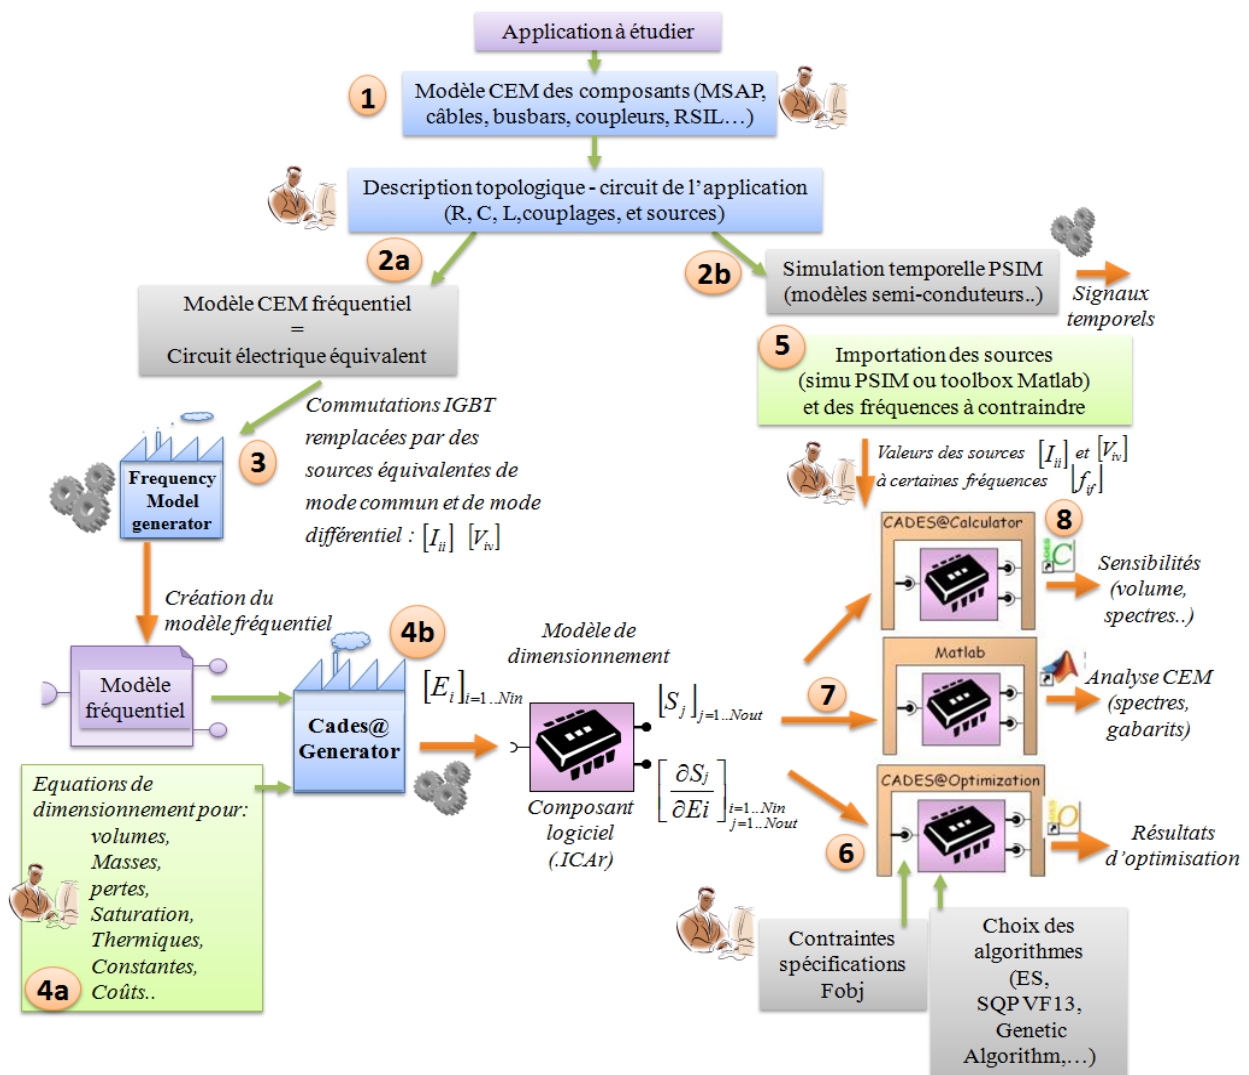 Application à étudier
1
Modèle CEM des composants (MSAP,
câbles, busbars, coupleurs, RSIL…)
Description topologique - circuit de l'application
(R, C, L,couplages, et sources)
2a
2b
Modèle CEM fréquentiel
=
Circuit électrique équivalent
Simulation temporelle PSIM
(modèles semi-conduteurs..)
Signaux
temporels
5
Importation des sources
(simu PSIM ou toolbox Matlab)
et des fréquences à contraindre
3
Commutations IGBT
remplacées par des
sources équivalentes de
mode commun et de mode
différentiel : [I_ii] [V_iv]
Frequency
Model
generator
Valeurs des sources [I_ii] et [V_iv]
à certaines fréquences [f_if]
Création du
modèle fréquentiel
Modèle
fréquentiel
4b
Cades@
Generator
[E_i]_i=1..Nin
Modèle de
dimensionnement
[S_j]_j=1..Nout
[∂S_j/∂Ei]_i=1..Nin j=1..Nout
Composant
logiciel
(.ICAr)
Equations de
dimensionnement pour:
volumes,
Masses,
pertes,
Saturation,
Thermiques,
Constantes,
Coûts..
4a
CADES@Calculator
8
C
Sensibilités
(volume,
spectres..)
7
Matlab
Analyse CEM
(spectres,
gabarits)
6
CADES@Optimization
O
Résultats
d'optimisation
Contraintes
spécifications
Fobj
Choix des
algorithmes
(ES,
SQP VF13,
Genetic
Algorithm,…)